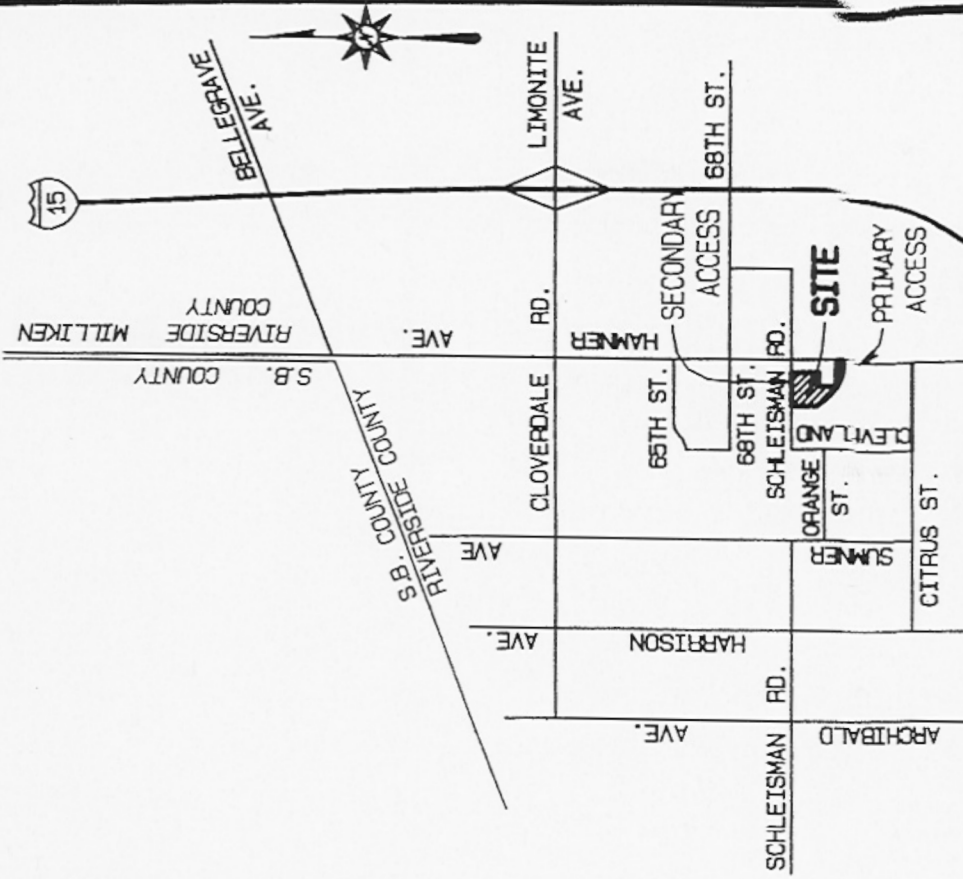 15
BELLEGRAVE
AVE.
LIMONITE
AVE.
68TH ST.
SECONDARY
ACCESS
SITE
PRIMARY
ACCESS
MILLIKEN
RIVERSIDE
COUNTY
S.B. COUNTY
AVE.
RD.
HAMNER
RD.
CLOVERDALE
65TH ST.
68TH ST.
SCHLEISMAN
CLEVELAND
ORANGE
ST.
S.B. COUNTY
RIVERSIDE COUNTY
AVE
SUMNER
CITRUS ST.
AVE.
HARRISON
RD.
AVE.
ARCHIBALD
SCHLEISMAN